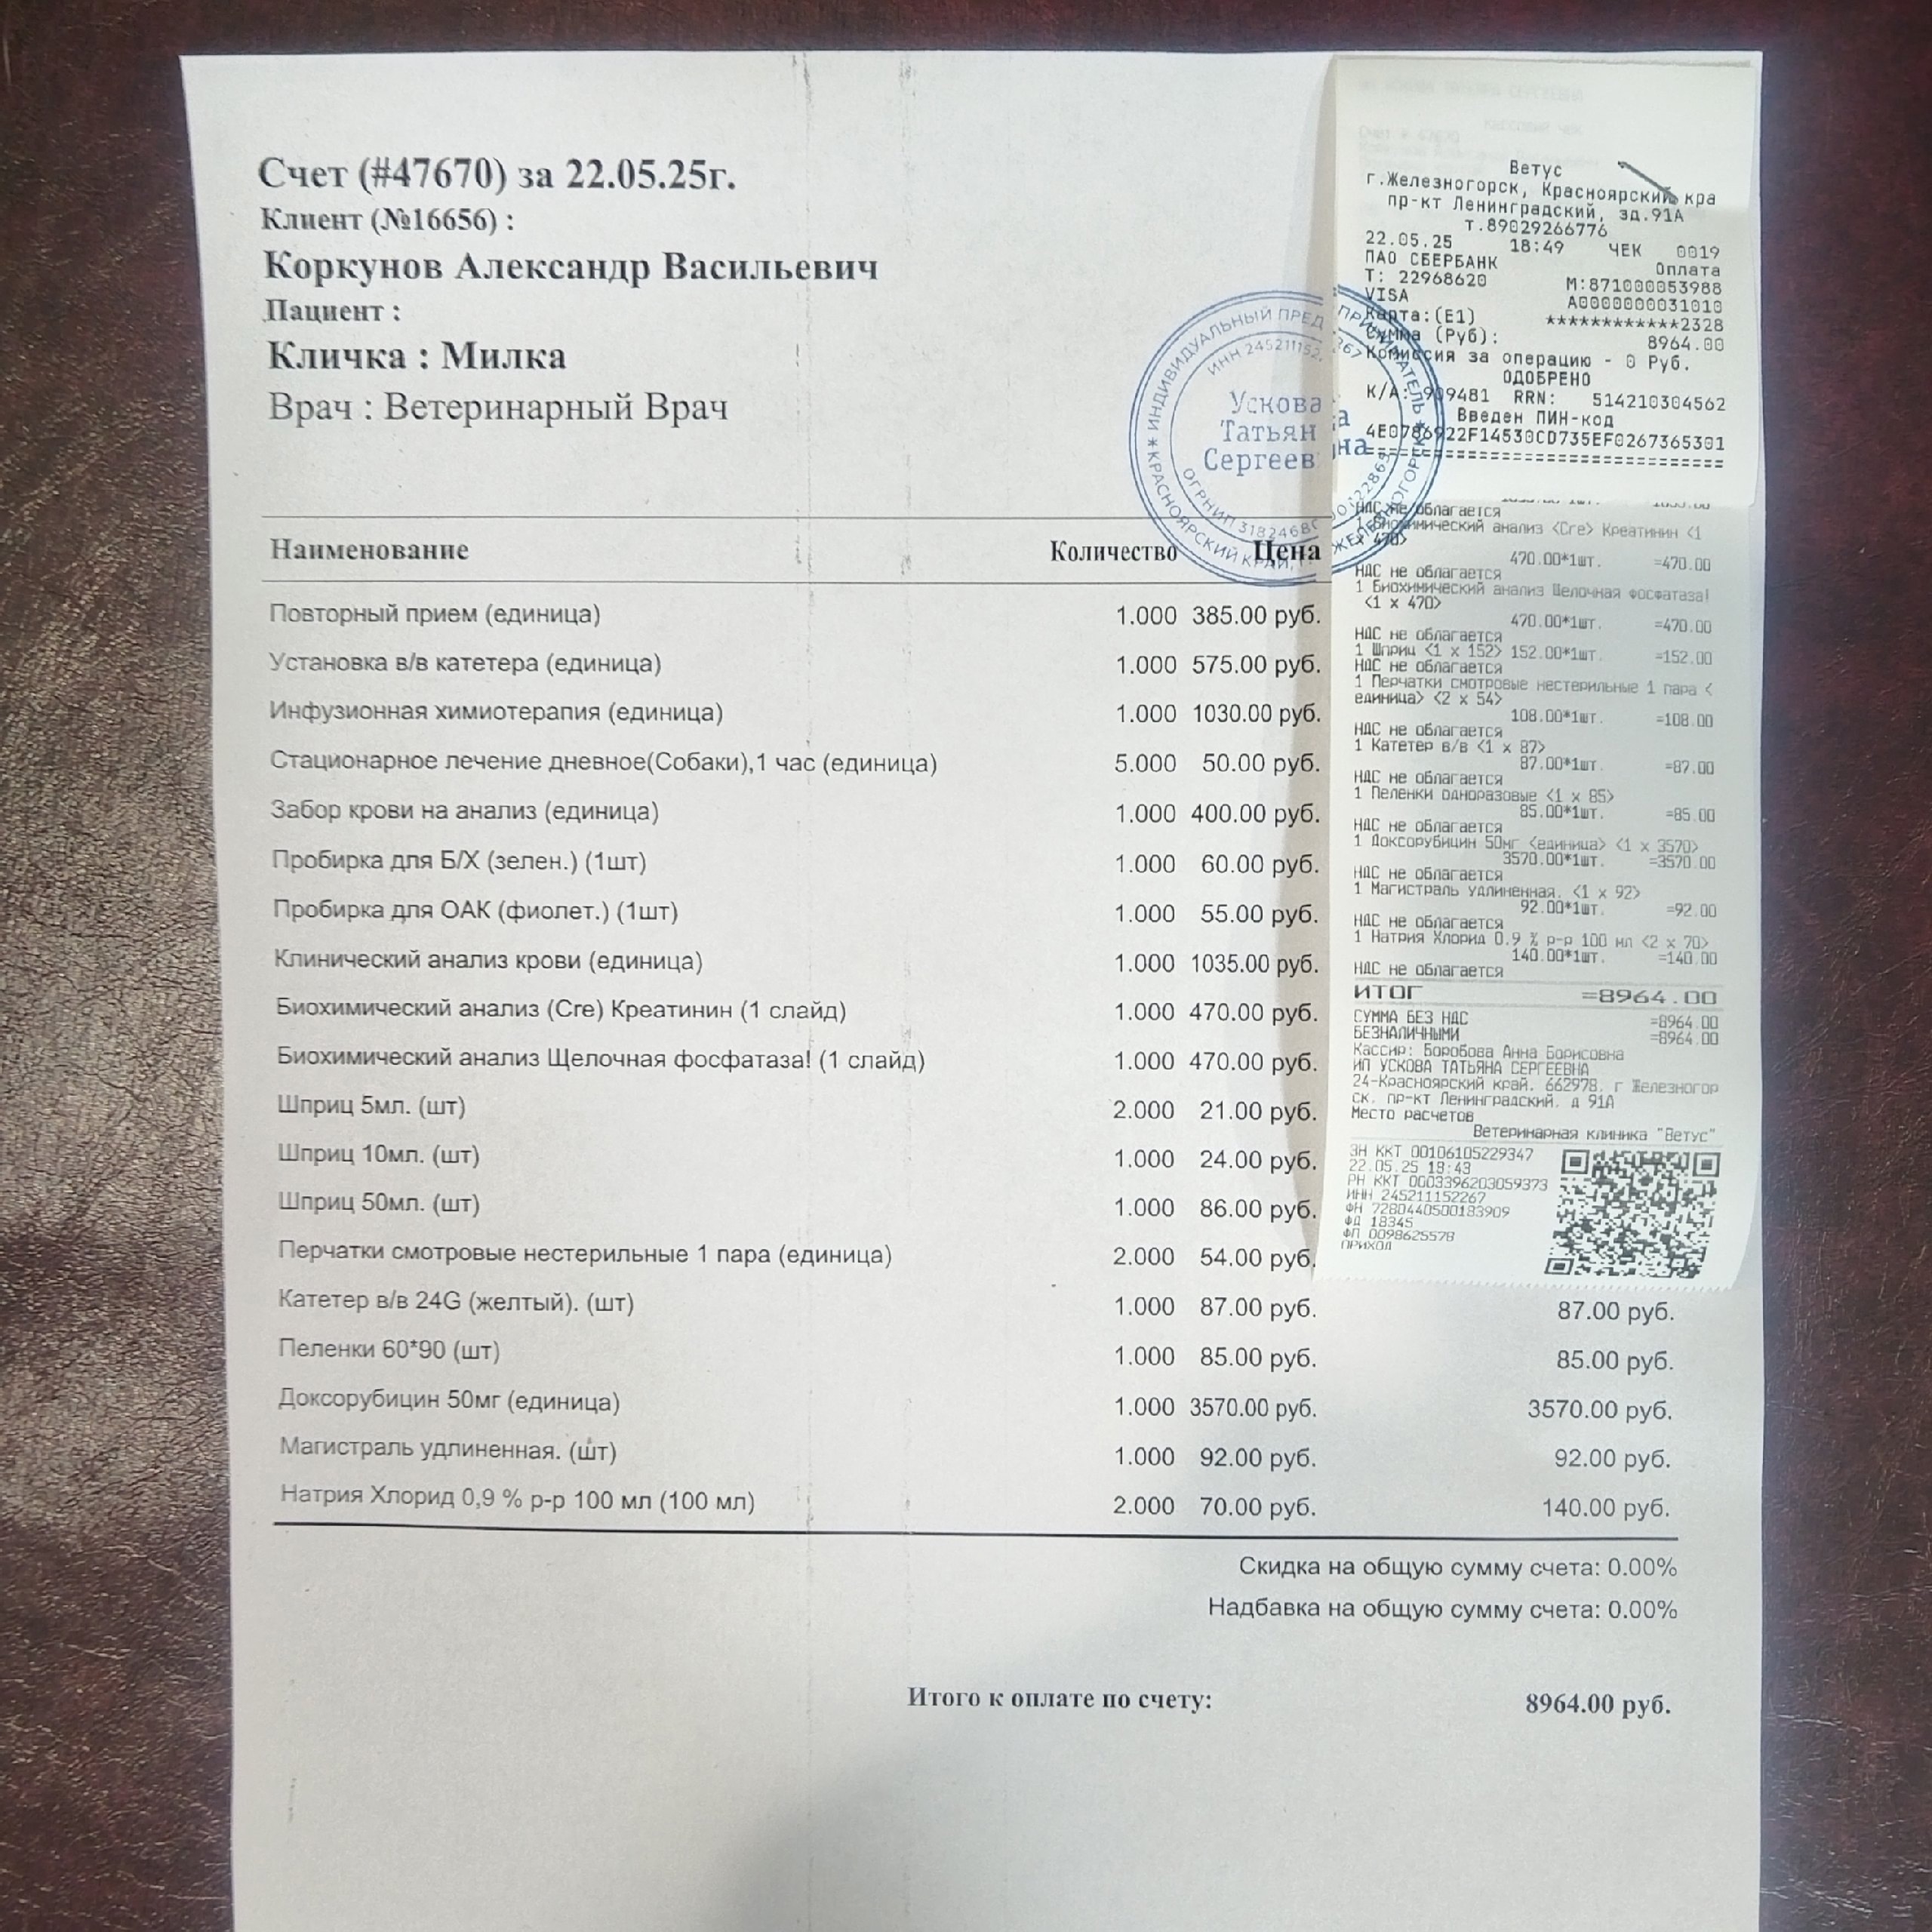 Счет (#47670) за 22.05.25г.
Клиент (№16656) :
Коркунов Александр Васильевич
Пациент :
Кличка : Милка
Врач : Ветеринарный Врач
Наименование Количество Цена
Повторный прием (единица) 1.000 385.00 руб.
Установка в/в катетера (единица) 1.000 575.00 руб.
Инфузионная химиотерапия (единица) 1.000 1030.00 руб.
Стационарное лечение дневное(Собаки),1 час (единица) 5.000 50.00 руб.
Забор крови на анализ (единица) 1.000 400.00 руб.
Пробирка для Б/Х (зелен.) (1шт) 1.000 60.00 руб.
Пробирка для ОАК (фиолет.) (1шт) 1.000 55.00 руб.
Клинический анализ крови (единица) 1.000 1035.00 руб.
Биохимический анализ (Cre) Креатинин (1 слайд) 1.000 470.00 руб.
Биохимический анализ Щелочная фосфатаза! (1 слайд) 1.000 470.00 руб.
Шприц 5мл. (шт) 2.000 21.00 руб.
Шприц 10мл. (шт) 1.000 24.00 руб.
Шприц 50мл. (шт) 1.000 86.00 руб.
Перчатки смотровые нестерильные 1 пара (единица) 2.000 54.00 руб.
Катетер в/в 24G (желтый). (шт) 1.000 87.00 руб. 87.00 руб.
Пеленки 60*90 (шт) 1.000 85.00 руб. 85.00 руб.
Доксорубицин 50мг (единица) 1.000 3570.00 руб. 3570.00 руб.
Магистраль удлиненная. (шт) 1.000 92.00 руб. 92.00 руб.
Натрия Хлорид 0,9 % р-р 100 мл (100 мл) 2.000 70.00 руб. 140.00 руб.
Скидка на общую сумму счета: 0.00%
Надбавка на общую сумму счета: 0.00%
Итого к оплате по счету: 8964.00 руб.
ИНДИВИДУАЛЬНЫЙ ПРЕДПРИНИМАТЕЛЬ
КРАСНОЯРСКИЙ КРАЙ, Г. ЖЕЛЕЗНОГОРСК
Ускова
Татьяна
Сергеевна
Ветус
г.Железногорск, Красноярский кра
пр-кт Ленинградский, зд.91А
т.89029266776
22.05.25 18:49 ЧЕК 0019
ПАО СБЕРБАНК Оплата
Т: 22968620 М:871000053988
VISA A0000000031010
Карта:(Е1) ************2328
Сумма (Руб): 8964.00
Комиссия за операцию - 0 Руб.
ОДОБРЕНО
К/А: 909481 RRN: 514210304562
Введен ПИН-код
4E0786922F14530CD735EF0267365301
================================
НДС не облагается
1 Биохимический анализ <Cre> Креатинин <1
x 470>
470.00*1шт. =470.00
НДС не облагается
1 Биохимический анализ Щелочная фосфатаза!
<1 x 470>
470.00*1шт. =470.00
НДС не облагается
1 Шприц <1 x 152> 152.00*1шт. =152.00
НДС не облагается
1 Перчатки смотровые нестерильные 1 пара <
единица> <2 x 54>
108.00*1шт. =108.00
НДС не облагается
1 Катетер в/в <1 x 87>
87.00*1шт. =87.00
НДС не облагается
1 Пеленки одноразовые <1 x 85>
85.00*1шт. =85.00
НДС не облагается
1 Доксорубицин 50мг <единица> <1 x 3570>
3570.00*1шт. =3570.00
НДС не облагается
1 Магистраль удлиненная. <1 x 92>
92.00*1шт. =92.00
НДС не облагается
1 Натрия Хлорид 0.9 % р-р 100 мл <2 x 70>
140.00*1шт. =140.00
НДС не облагается
ИТОГ =8964.00
СУММА БЕЗ НДС =8964.00
БЕЗНАЛИЧНЫМИ =8964.00
Кассир: Боробова Анна Борисовна
ИП УСКОВА ТАТЬЯНА СЕРГЕЕВНА
24-Красноярский край, 662978, г Железногор
ск, пр-кт Ленинградский, д 91А
Место расчетов
Ветеринарная клиника "Ветус"
ЗН ККТ 00106105229347
22.05.25 18:43
РН ККТ 0003396203059373
ИНН 245211152267
ФН 7280440500183909
ФД 18345
ФП 0098625578
ПРИХОД